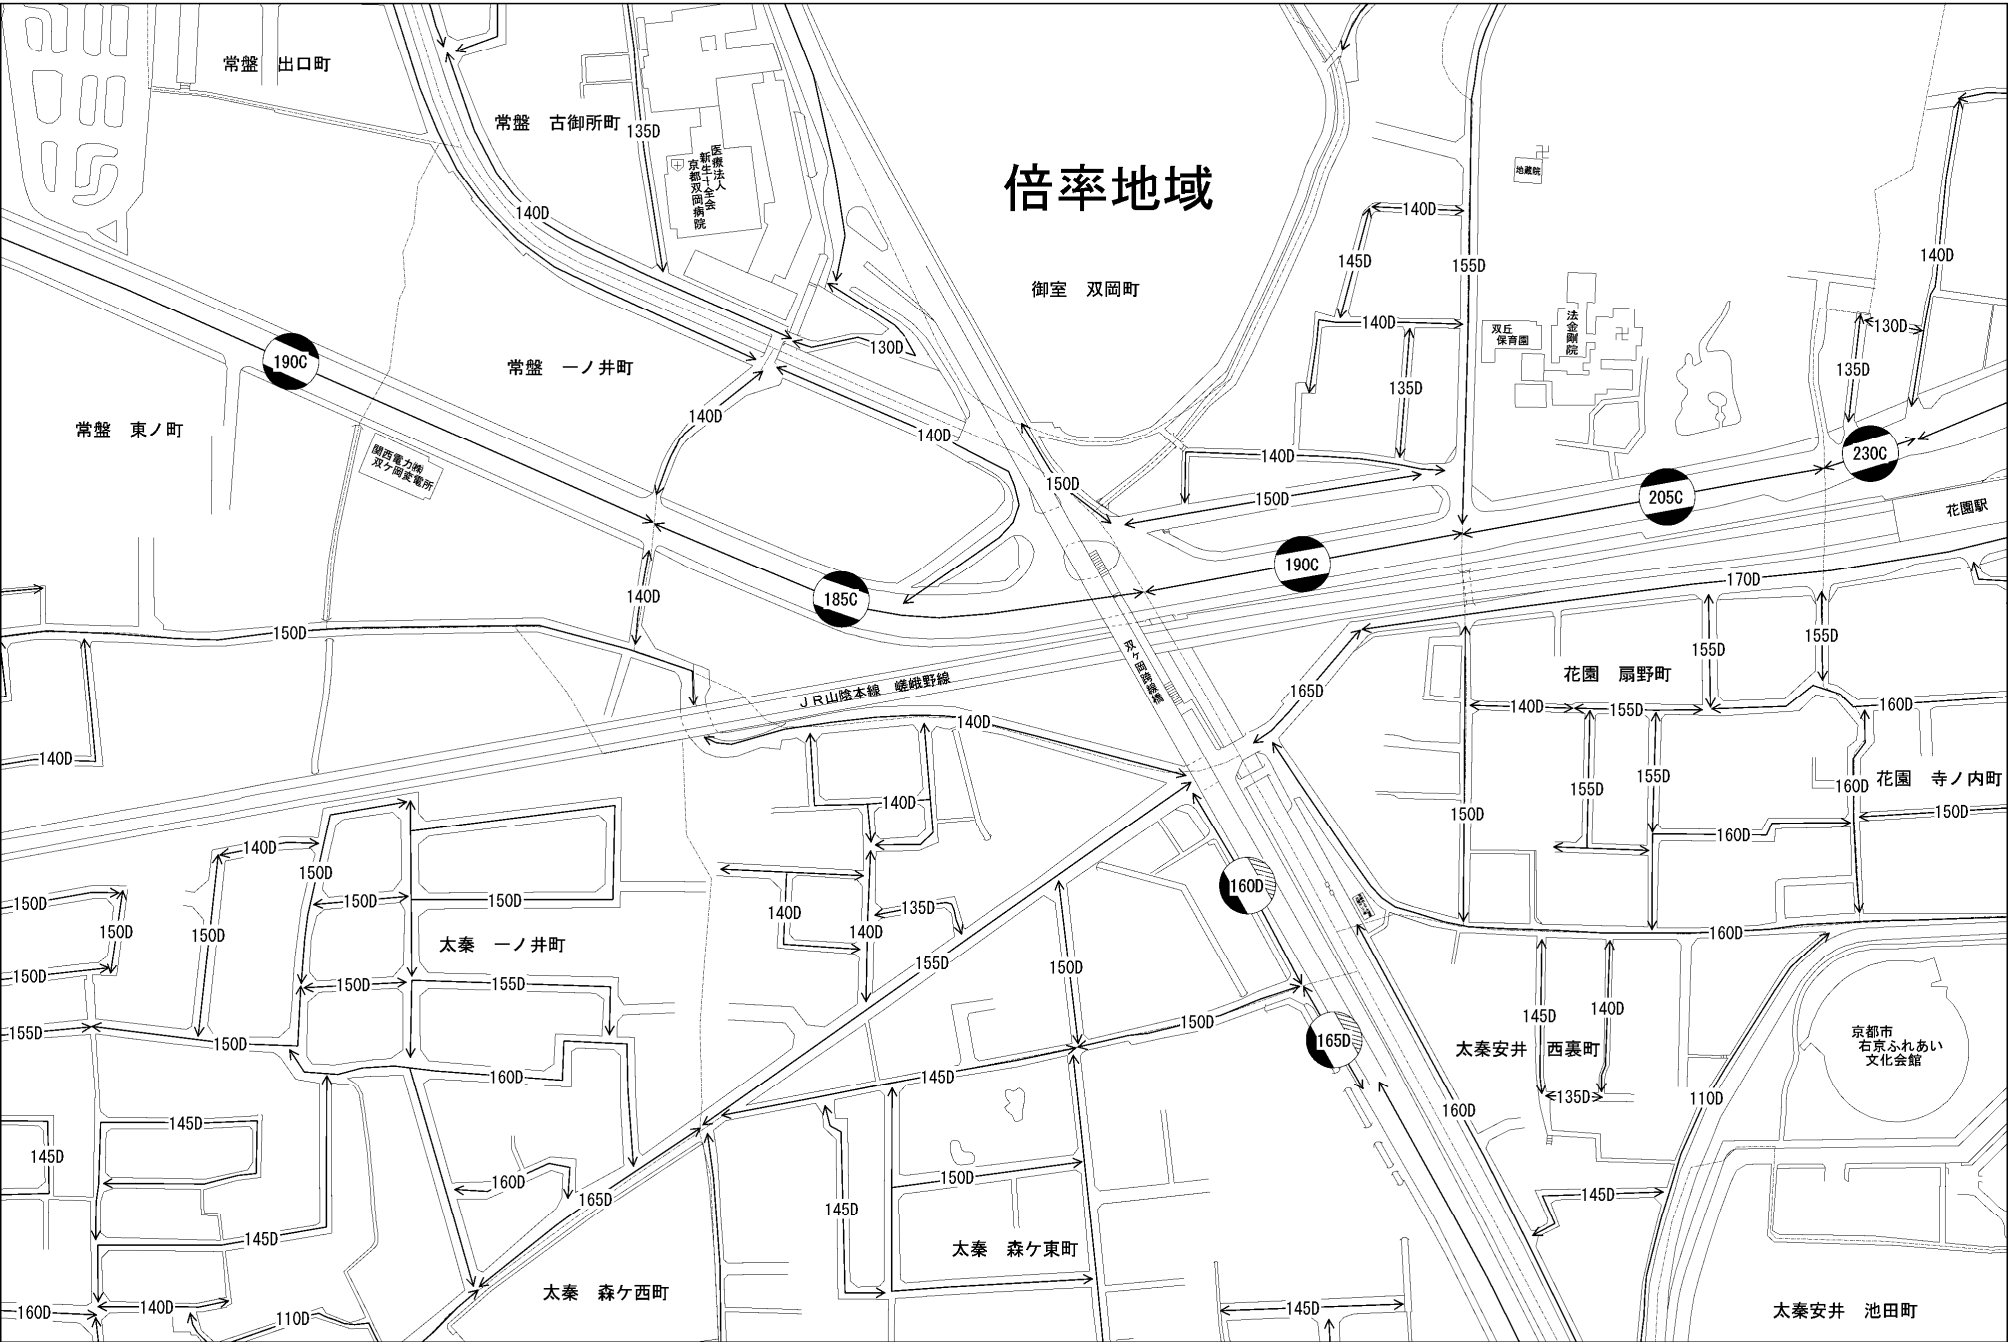 常盤 出口町
常盤 古御所町
135D
医療法人
新生十全会
京都双岡病院
倍率地域
地蔵院
140D
140D
140D
145D
155D
御室 双岡町
130D
140D
130D
双丘
保育園
法金剛院
190C
常盤 一ノ井町
135D
135D
常盤 東ノ町
140D
140D
関西電力㈱
双ケ岡変電所
140D
230C
150D
150D
205C
花園駅
190C
170D
140D
185C
150D
155D
155D
双ヶ岡跨線橋
花園 扇野町
JR山陰本線 嵯峨野線
165D
140D
155D
160D
140D
140D
155D
155D
160D
花園 寺ノ内町
140D
150D
150D
160D
140D
150D
160D
150D
150D
150D
140D
135D
150D
150D
140D
160D
太秦 一ノ井町
150D
150D
155D
155D
150D
145D
140D
155D
150D
150D
165D
京都市
右京ふれあい
文化会館
太秦安井 西裏町
160D
145D
135D
110D
160D
145D
145D
160D
150D
165D
145D
145D
145D
太秦 森ケ東町
太秦 森ケ西町
160D
140D
110D
145D
太秦安井 池田町